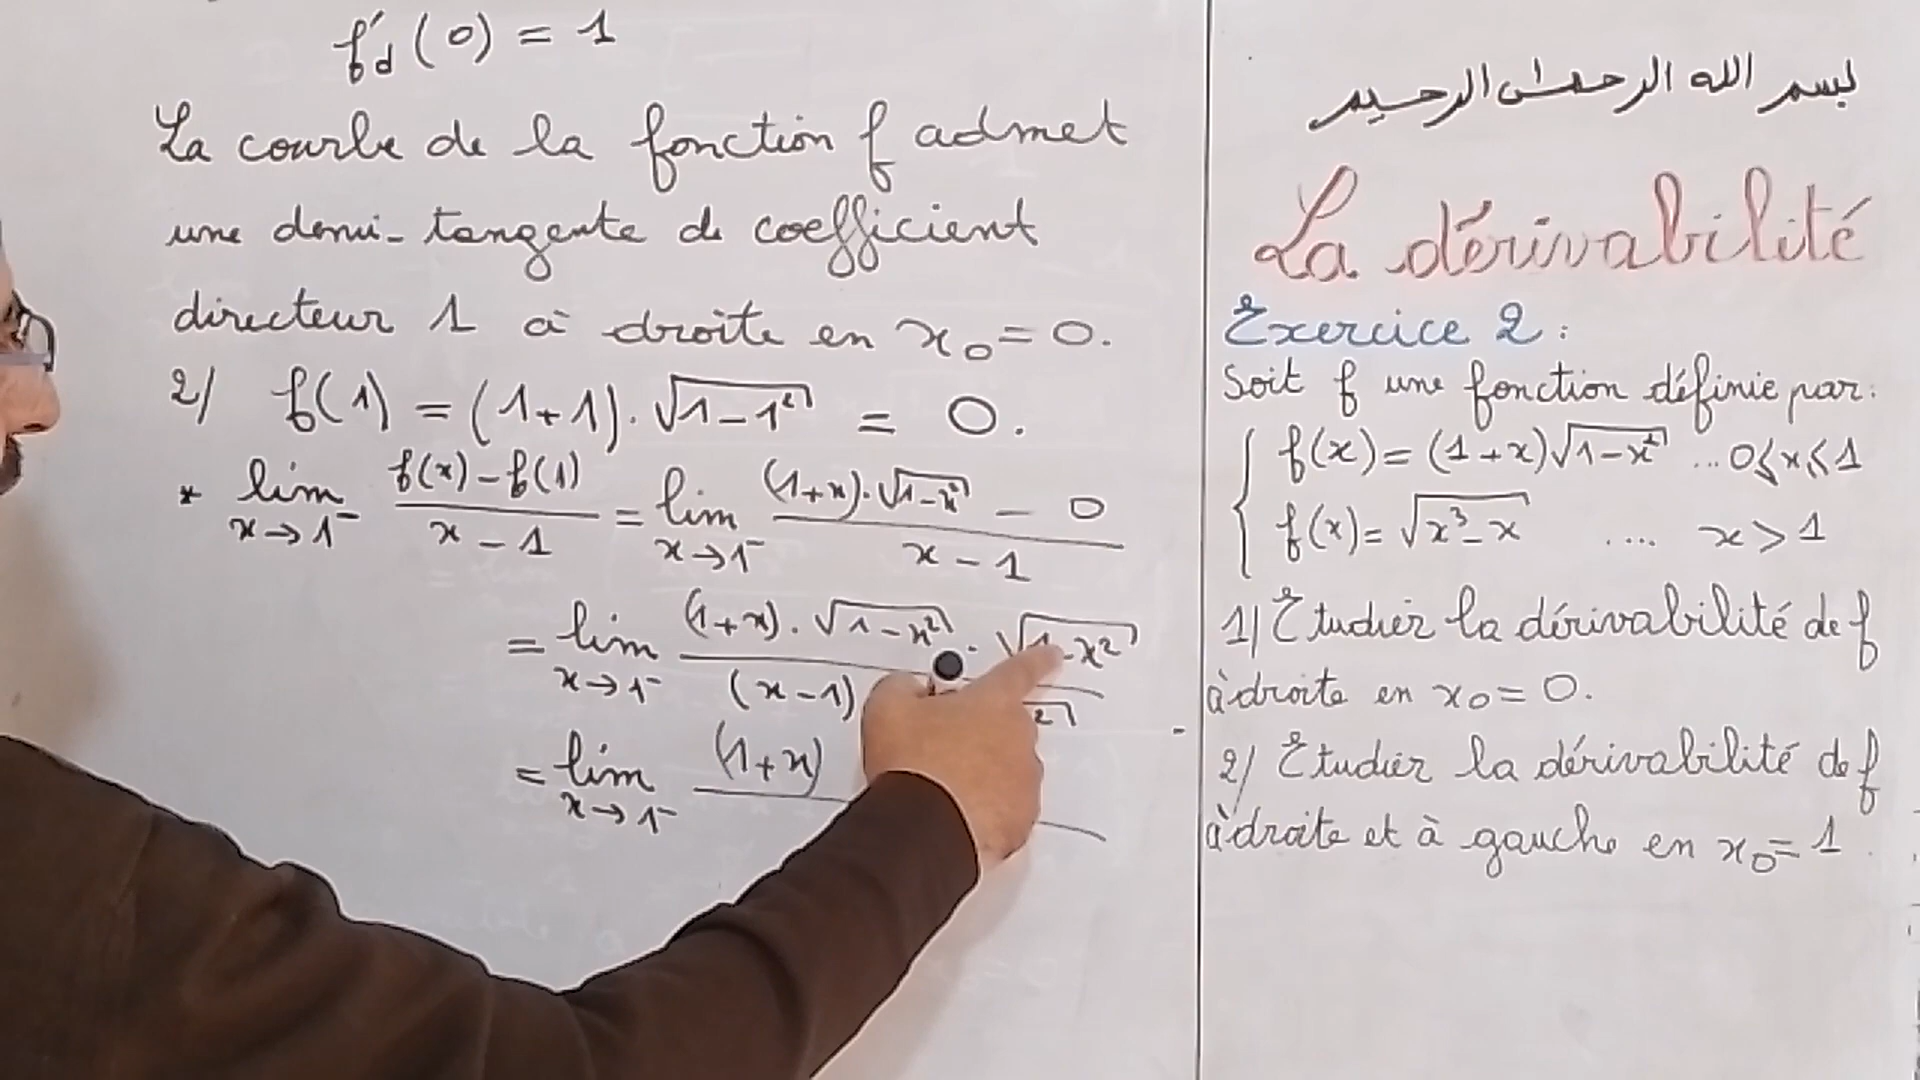 f'd(0) = 1
La courbe de la fonction f admet
une demi-tangente de coefficient
directeur 1 à droite en x₀ = 0.
2/ f(1) = (1+1).√(1-1²) = 0.
* lim x→1⁻ (f(x)-f(1))/(x-1) = lim x→1⁻ ((1+x).√(1-x²) - 0)/(x-1)
= lim x→1⁻ (1+x).√(1-x²) . √(1-x²) / (x-1)
= lim x→1⁻ (1+x)
بسم الله الرحمان الرحيم
La dérivabilité
Exercice 2 :
Soit f une fonction définie par :
f(x) = (1+x)√(1-x²) ... 0≤x≤1
f(x) = √(x³-x) .... x > 1
1/ Etudier la dérivabilité de f
à droite en x₀ = 0.
2/ Etudier la dérivabilité de f
à droite et à gauche en x₀ = 1